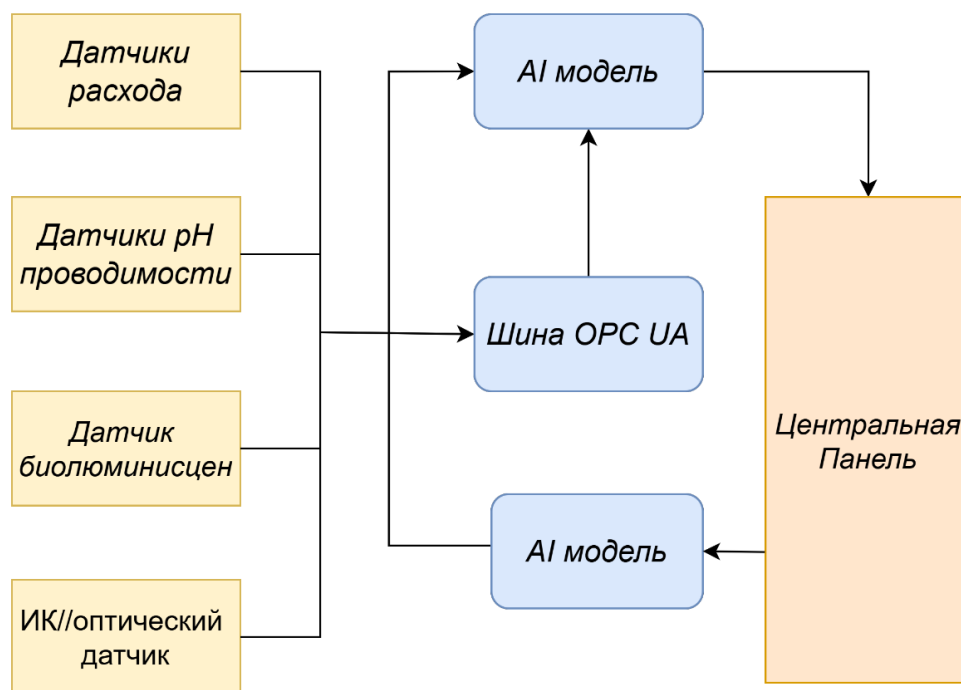 Датчики
расхода
AI модель
Датчики pH
проводимости
Шина OPC UA
Центральная
Панель
Датчик
биолюминисцен
AI модель
ИК//оптический
датчик